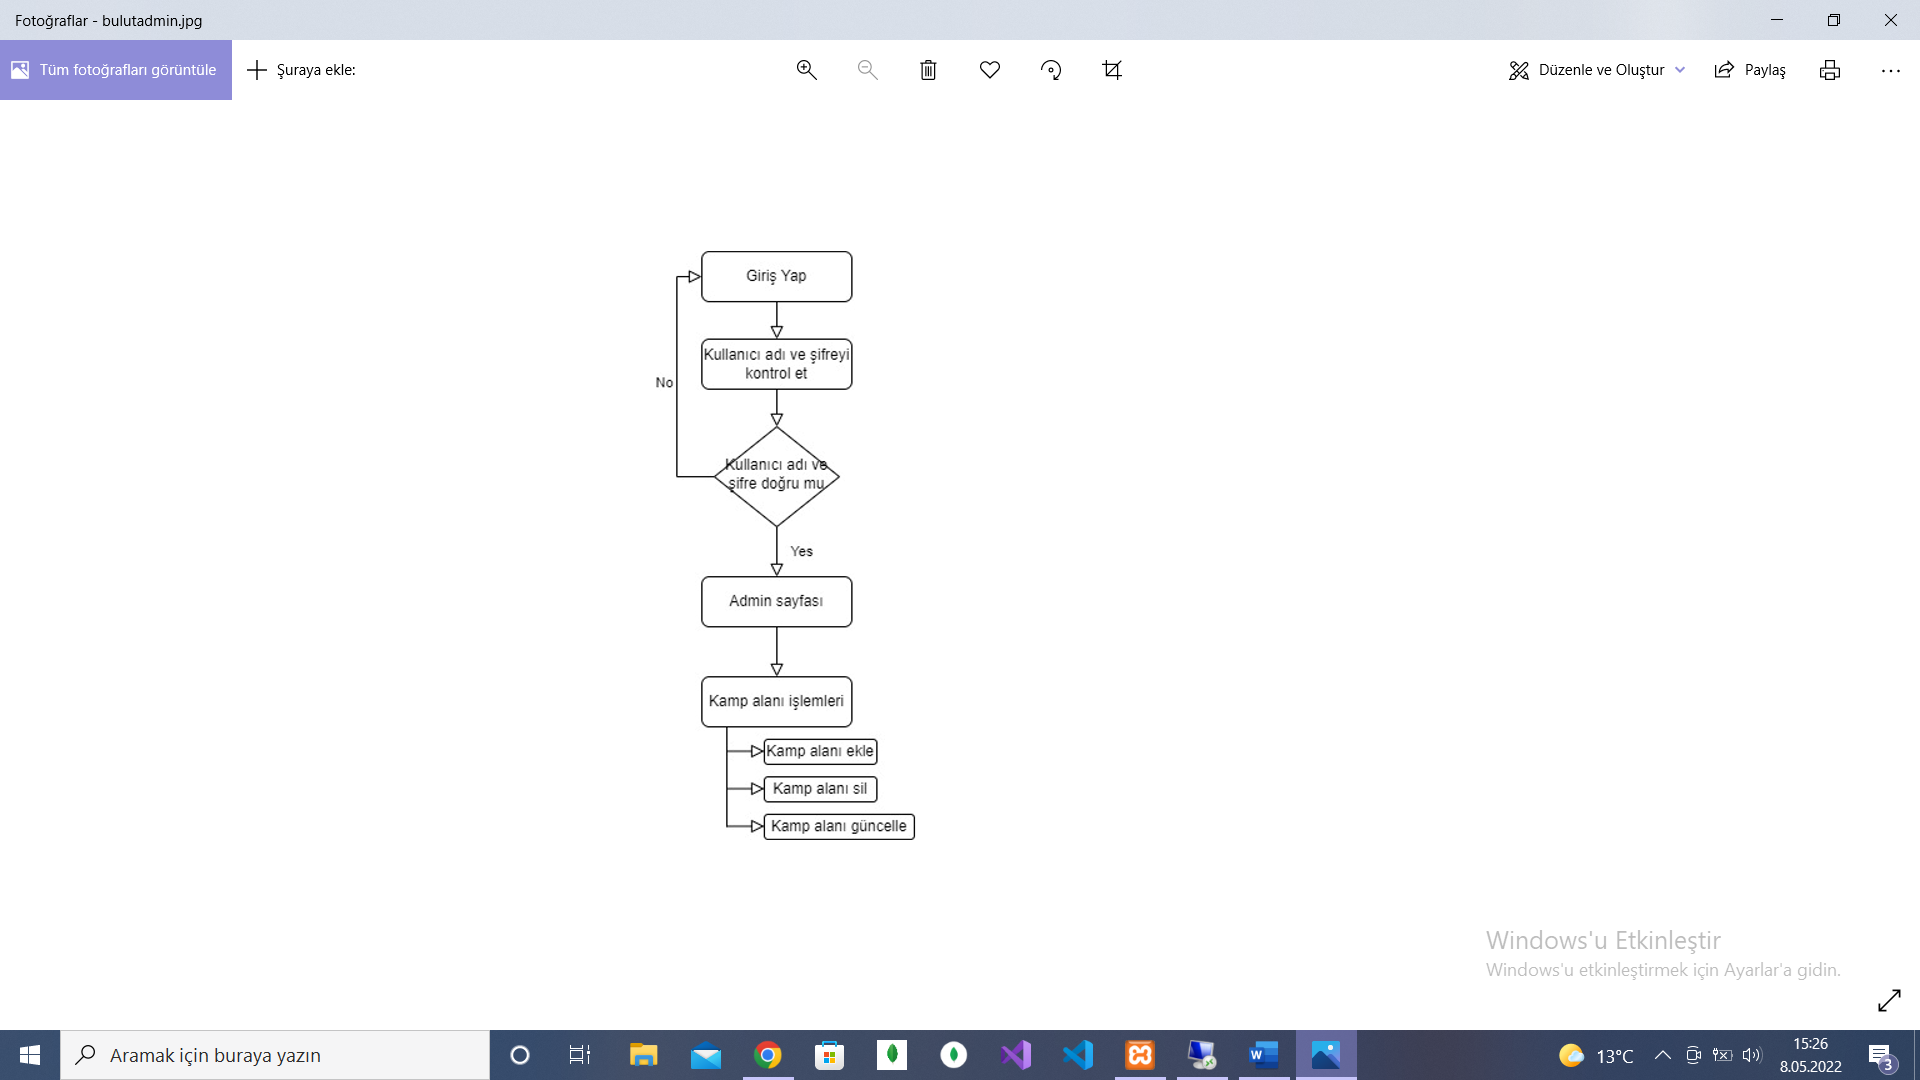 Fotoğraflar - bulutadmin.jpg
Tüm fotoğrafları görüntüle
Şuraya ekle:
Düzenle ve Oluştur
Paylaş
Giriş Yap
Kullanıcı adı ve şifreyi
kontrol et
No
Kullanıcı adı ve
şifre doğru mu
Yes
Admin sayfası
Kamp alanı işlemleri
Kamp alanı ekle
Kamp alanı sil
Kamp alanı güncelle
Windows'u Etkinleştir
Windows'u etkinleştirmek için Ayarlar'a gidin.
Aramak için buraya yazın
13°C
15:26
8.05.2022
3